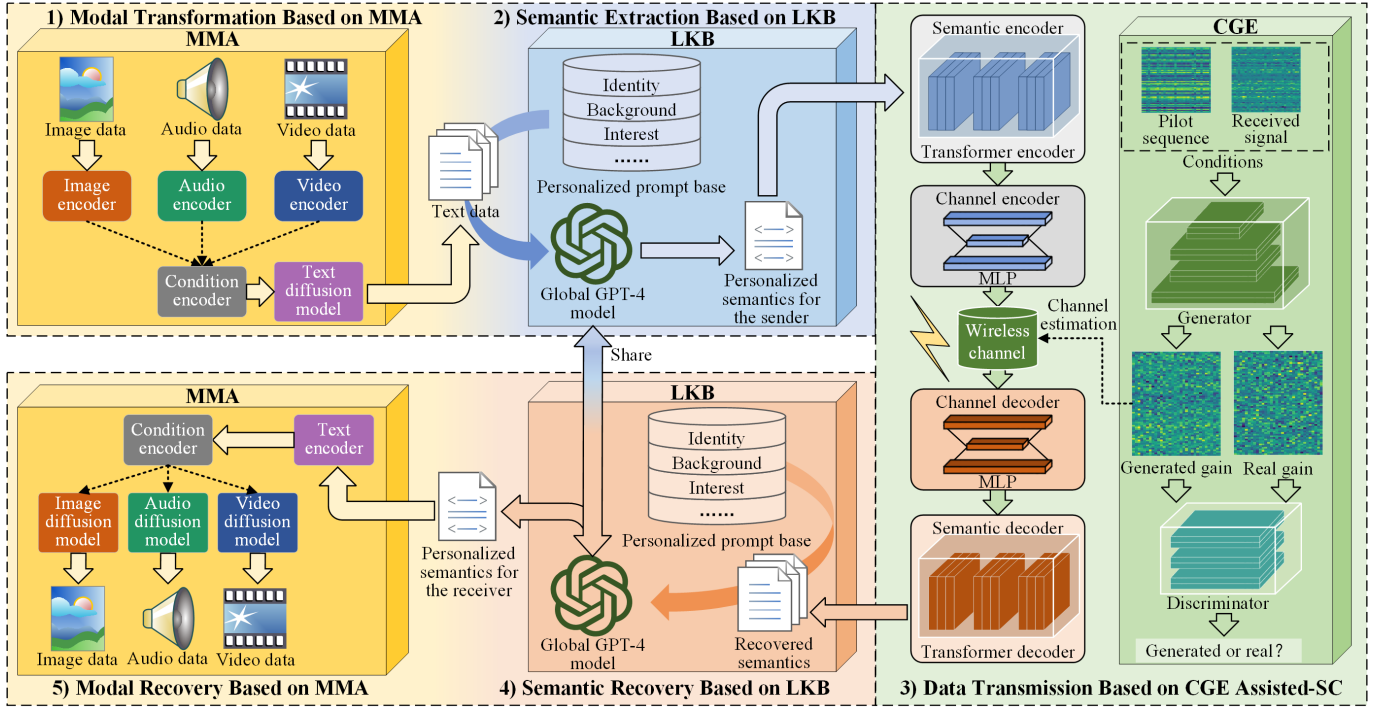 1) Modal Transformation Based on MMA
MMA
Image data
Audio data
Video data
Image
encoder
Audio
encoder
Video
encoder
Condition
encoder
Text
diffusion
model
Text data
2) Semantic Extraction Based on LKB
LKB
Identity
Background
Interest
......
Personalized prompt base
Global GPT-4
model
Personalized
semantics for
the sender
Share
Semantic encoder
Transformer encoder
Channel encoder
MLP
Wireless
channel
Channel
estimation
Channel decoder
MLP
Semantic decoder
Transformer decoder
CGE
Pilot
sequence
Received
signal
Conditions
Generator
Generated gain
Real gain
Discriminator
Generated or real?
3) Data Transmission Based on CGE Assisted-SC
LKB
Identity
Background
Interest
......
Personalized prompt base
Global GPT-4
model
Recovered
semantics
4) Semantic Recovery Based on LKB
Personalized
semantics for
the receiver
MMA
Condition
encoder
Text
encoder
Image
diffusion
model
Audio
diffusion
model
Video
diffusion
model
Image data
Audio data
Video data
5) Modal Recovery Based on MMA